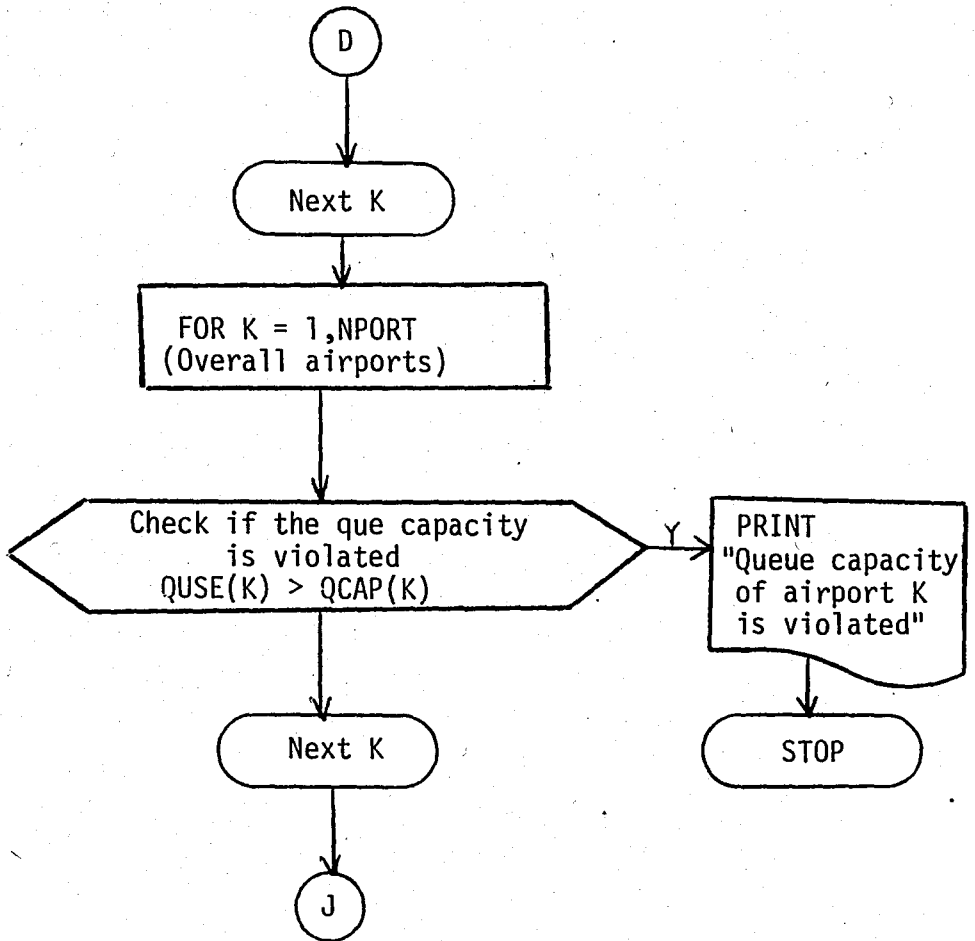 D
Next K
FOR K = 1,NPORT
(Overall airports)
Check if the que capacity
is violated
QUSE(K) > QCAP(K)
Y
PRINT
"Queue capacity
of airport K
is violated"
Next K
STOP
J